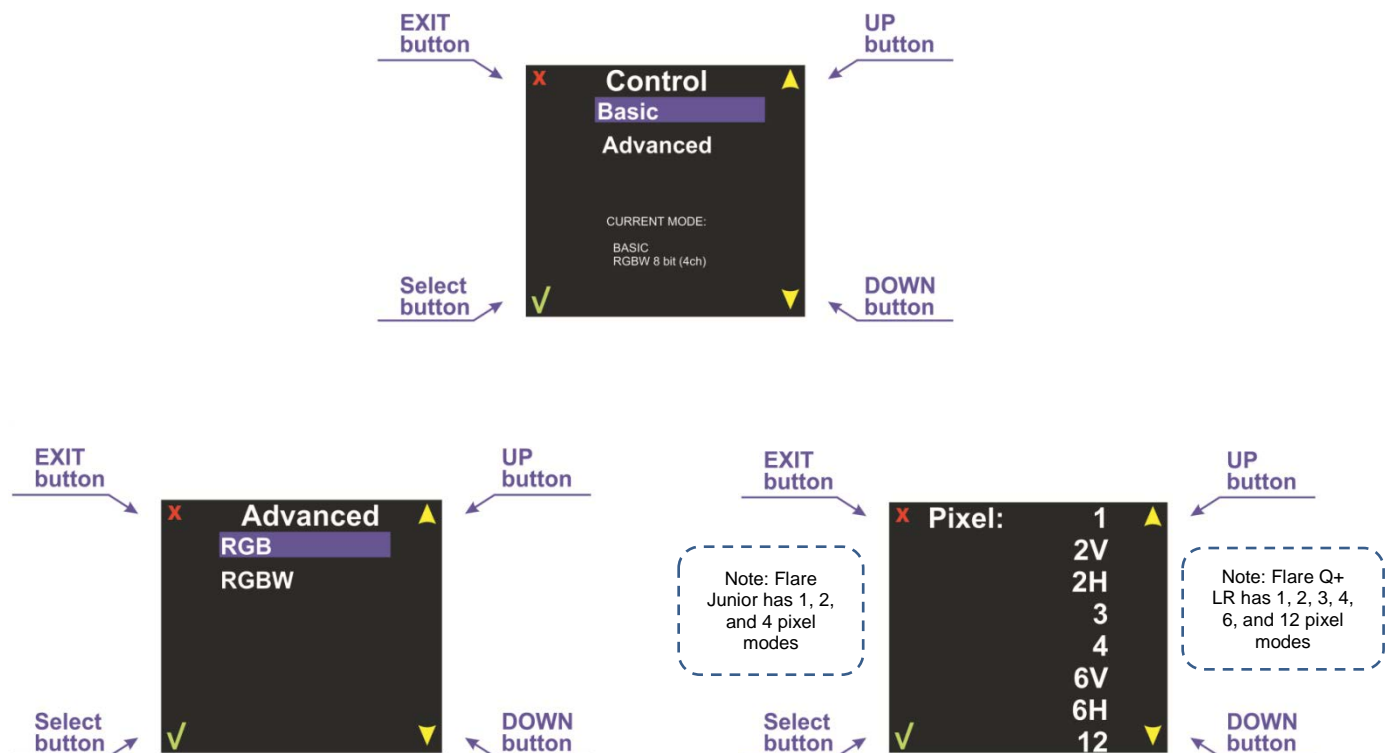 EXIT
button
UP
button
X
Control
Basic
Advanced
CURRENT MODE:
BASIC
RGBW 8 bit (4ch)
Select
button
√
DOWN
button
EXIT
button
UP
button
X
Advanced
RGB
RGBW
Select
button
√
DOWN
button
EXIT
button
UP
button
X
Pixel: 1
2V
2H
3
4
6V
6H
12
Note: Flare
Junior has 1, 2,
and 4 pixel
modes
Note: Flare Q+
LR has 1, 2, 3, 4,
6, and 12 pixel
modes
Select
button
√
DOWN
button